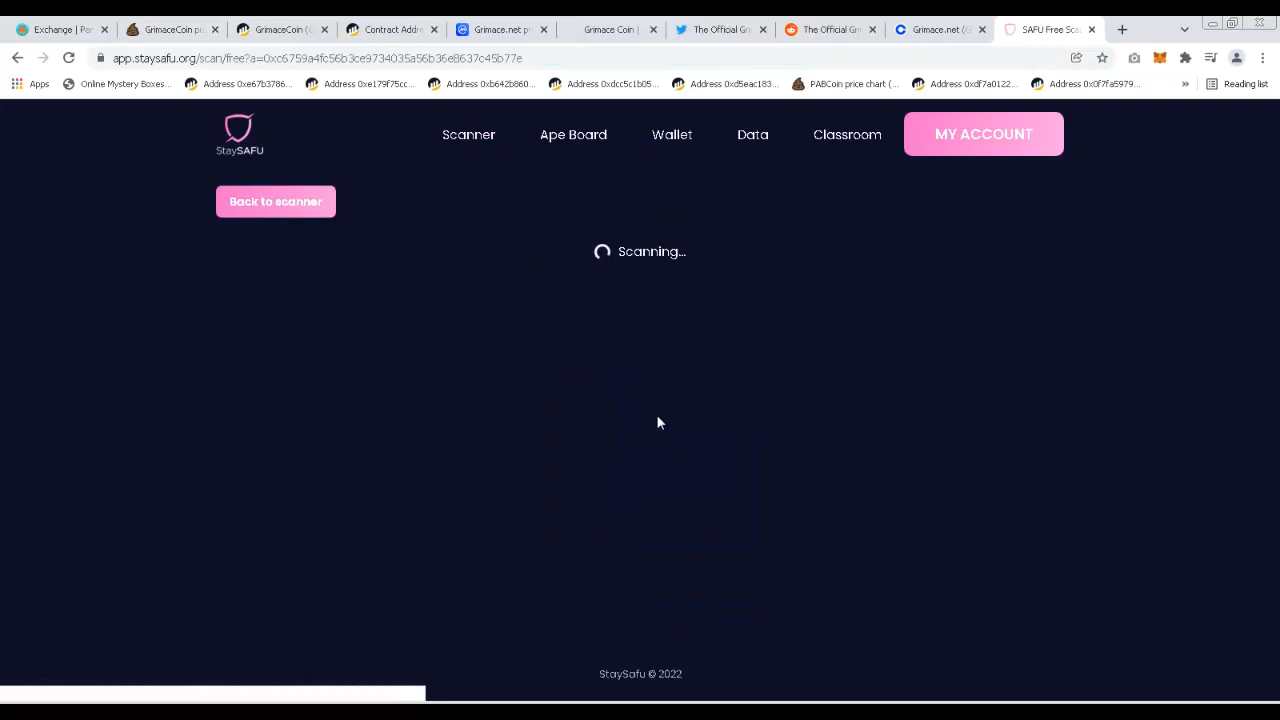 Exchange | P
GrimaceCoin p
GrimaceCoin (
Contract Addre
Grimace.net pr
Grimace Coin |
The Official Gr
The Official Gr
Grimace.net (G
SAFU Free Sca
app.staysafu.org/scan/free?a=0xc6759a4fc56b3ce9734035a56b36e8637c45b77e
Apps
Online Mystery Boxes...
Address 0xe67b3786...
Address 0xe179f75cc...
Address 0xb642b860...
Address 0xdcc5c1b05...
Address 0xd5eac183...
PABCoin price chart (...
Address 0xdf7a0122...
Address 0x0f7fa5979...
»
Reading list
StaySAFU
Scanner
Ape Board
Wallet
Data
Classroom
MY ACCOUNT
Back to scanner
Scanning...
StaySafu © 2022